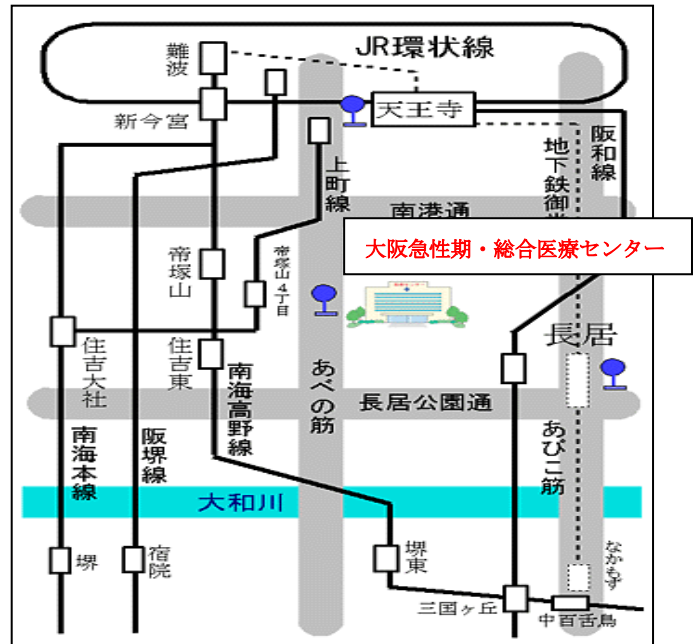 JR環状線
難波
天王寺
新今宮
上町線
地下鉄御
阪和線
南港通
大阪急性期・総合医療センター
帝塚山
帝塚山4丁目
長居
住吉大社
住吉東
南海高野線
あべの筋
長居公園通
南海本線
阪堺線
あびこ筋
大和川
堺
宿院
堺東
なかもず
三国ヶ丘
中百舌鳥